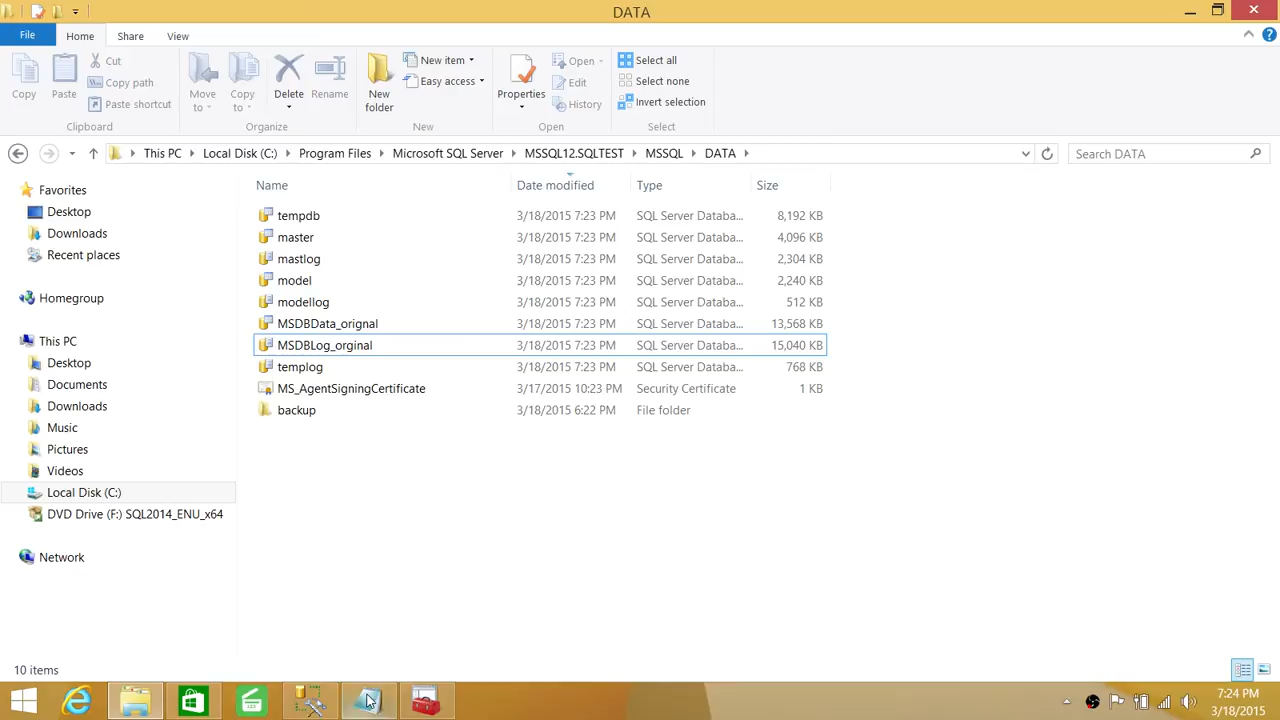 DATA
File Home Share View
Copy
Paste
Cut
Copy path
Paste shortcut
Clipboard
Move to
Copy to
Delete
Rename
Organize
New folder
New item
Easy access
New
Properties
Open
Edit
History
Open
Select all
Select none
Invert selection
Select
This PC Local Disk (C:) Program Files Microsoft SQL Server MSSQL12.SQLTEST MSSQL DATA
Search DATA
Favorites
Desktop
Downloads
Recent places
Homegroup
This PC
Desktop
Documents
Downloads
Music
Pictures
Videos
Local Disk (C:)
DVD Drive (F:) SQL2014_ENU_x64
Network
Name Date modified Type Size
tempdb 3/18/2015 7:23 PM SQL Server Databa... 8,192 KB
master 3/18/2015 7:23 PM SQL Server Databa... 4,096 KB
mastlog 3/18/2015 7:23 PM SQL Server Databa... 2,304 KB
model 3/18/2015 7:23 PM SQL Server Databa... 2,240 KB
modellog 3/18/2015 7:23 PM SQL Server Databa... 512 KB
MSDBData_orignal 3/18/2015 7:23 PM SQL Server Databa... 13,568 KB
MSDBLog_orginal 3/18/2015 7:23 PM SQL Server Databa... 15,040 KB
templog 3/18/2015 7:23 PM SQL Server Databa... 768 KB
MS_AgentSigningCertificate 3/17/2015 10:23 PM Security Certificate 1 KB
backup 3/18/2015 6:22 PM File folder
10 items
7:24 PM
3/18/2015